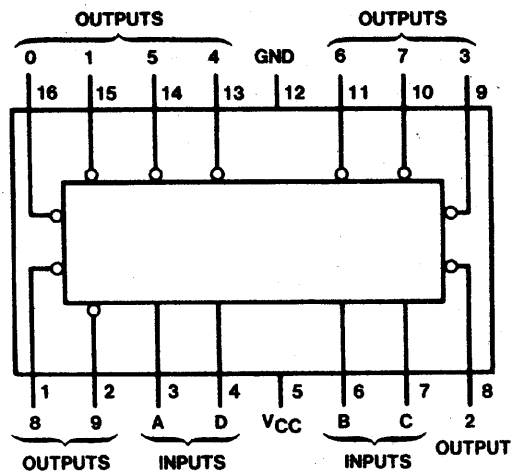 OUTPUTS OUTPUTS
0 1 5 4 GND 6 7 3
16 15 14 13 12 11 10 9
1 2 3 4 5 6 7 8
8 9 A D VCC B C 2
OUTPUTS INPUTS INPUTS OUTPUT